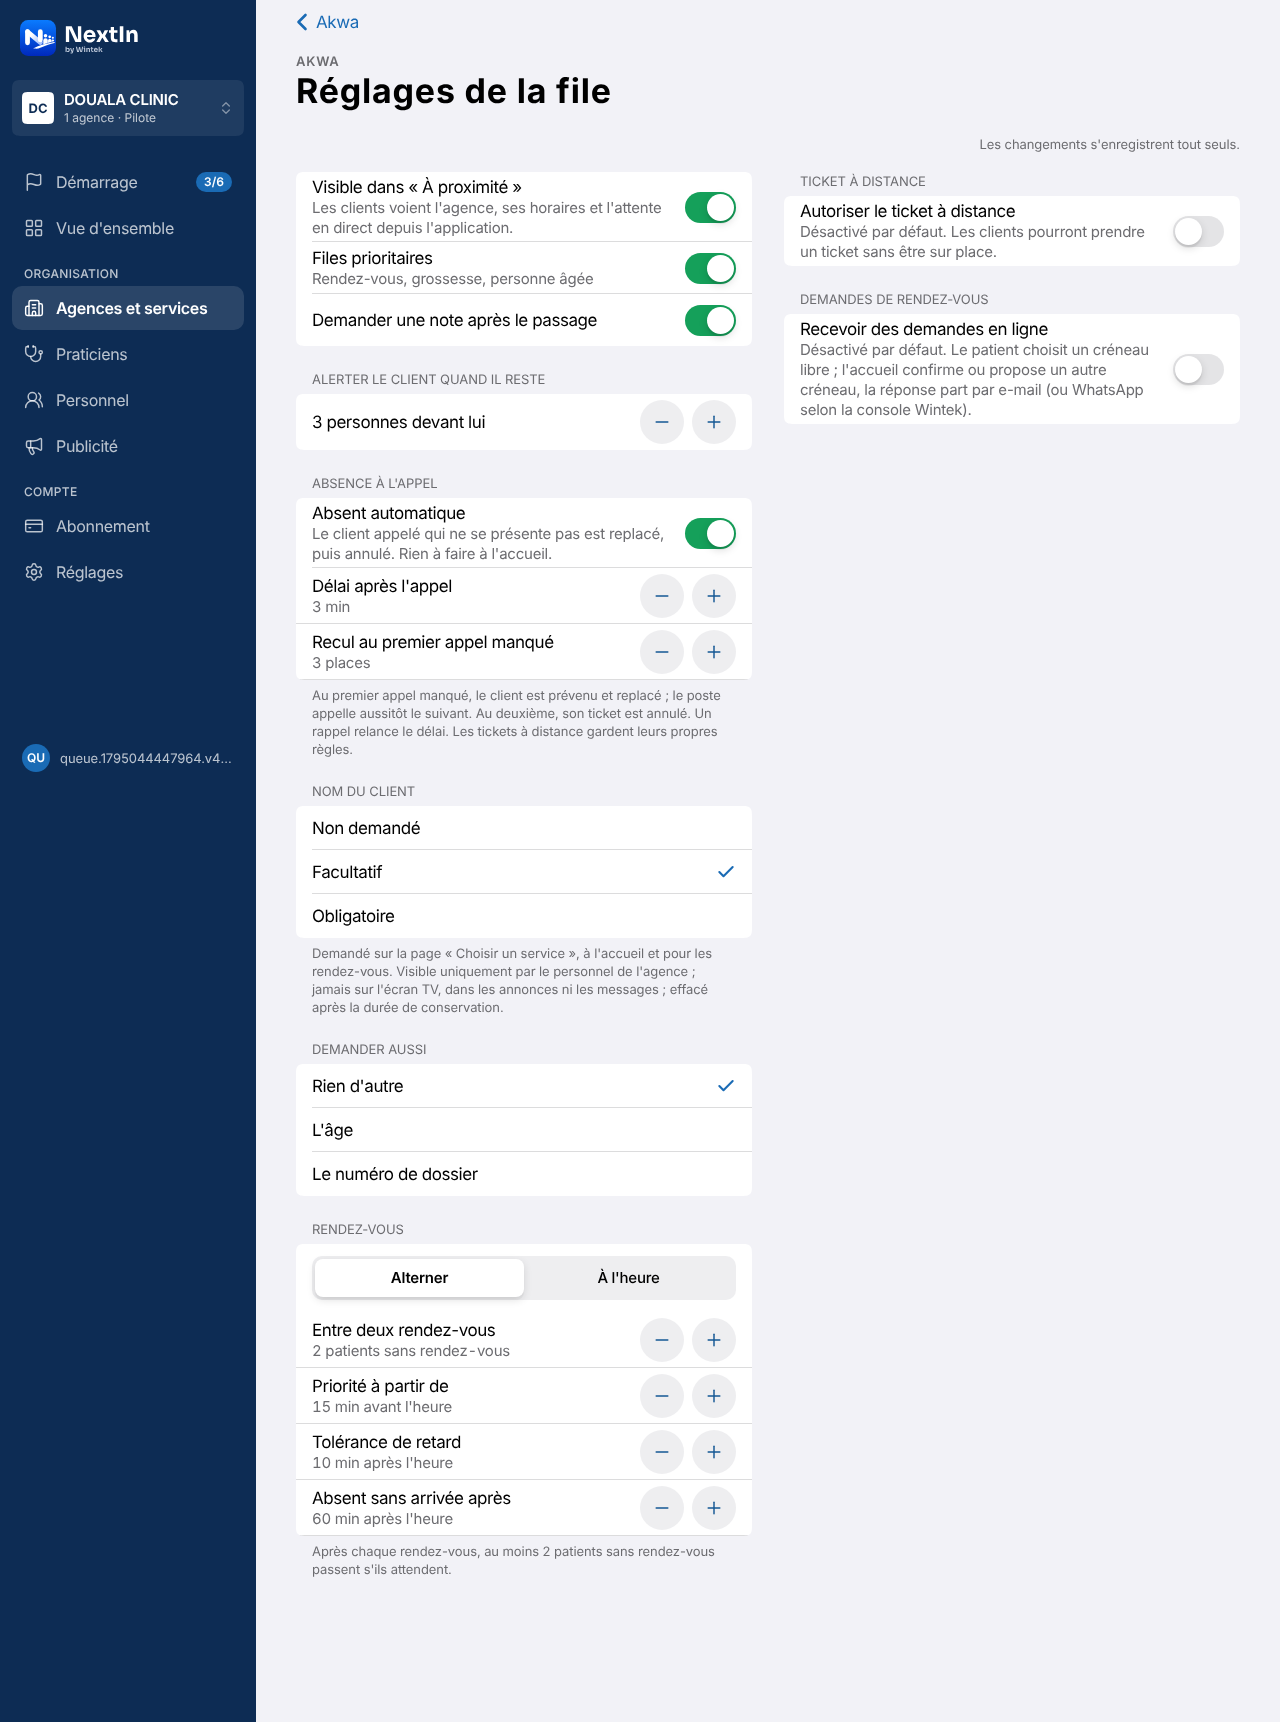 NextIn
by Wintek
DC
DOUALA CLINIC
1 agence · Pilote
Démarrage
3/6
Vue d'ensemble
ORGANISATION
Agences et services
Praticiens
Personnel
Publicité
COMPTE
Abonnement
Réglages
QU
queue.1795044447964.v4...
Akwa
AKWA
Réglages de la file
Les changements s'enregistrent tout seuls.
Visible dans « À proximité »
Les clients voient l'agence, ses horaires et l'attente
en direct depuis l'application.
Files prioritaires
Rendez-vous, grossesse, personne âgée
Demander une note après le passage
ALERTER LE CLIENT QUAND IL RESTE
3 personnes devant lui
ABSENCE À L'APPEL
Absent automatique
Le client appelé qui ne se présente pas est replacé,
puis annulé. Rien à faire à l'accueil.
Délai après l'appel
3 min
Recul au premier appel manqué
3 places
Au premier appel manqué, le client est prévenu et replacé ; le poste
appelle aussitôt le suivant. Au deuxième, son ticket est annulé. Un
rappel relance le délai. Les tickets à distance gardent leurs propres
règles.
NOM DU CLIENT
Non demandé
Facultatif
Obligatoire
Demandé sur la page « Choisir un service », à l'accueil et pour les
rendez-vous. Visible uniquement par le personnel de l'agence ;
jamais sur l'écran TV, dans les annonces ni les messages ; effacé
après la durée de conservation.
DEMANDER AUSSI
Rien d'autre
L'âge
Le numéro de dossier
RENDEZ-VOUS
Alterner
À l'heure
Entre deux rendez-vous
2 patients sans rendez-vous
Priorité à partir de
15 min avant l'heure
Tolérance de retard
10 min après l'heure
Absent sans arrivée après
60 min après l'heure
Après chaque rendez-vous, au moins 2 patients sans rendez-vous
passent s'ils attendent.
TICKET À DISTANCE
Autoriser le ticket à distance
Désactivé par défaut. Les clients pourront prendre
un ticket sans être sur place.
DEMANDES DE RENDEZ-VOUS
Recevoir des demandes en ligne
Désactivé par défaut. Le patient choisit un créneau
libre ; l'accueil confirme ou propose un autre
créneau, la réponse part par e-mail (ou WhatsApp
selon la console Wintek).